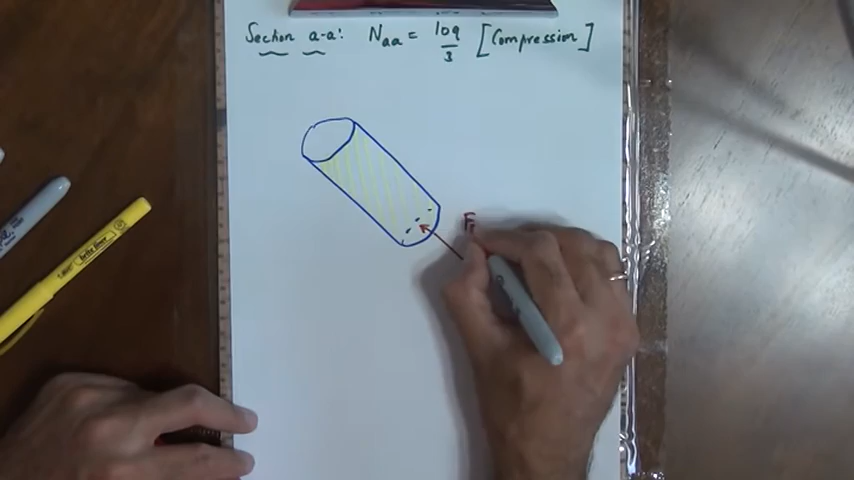 Section a-a: Naa = 10q/3 [Compression]
F